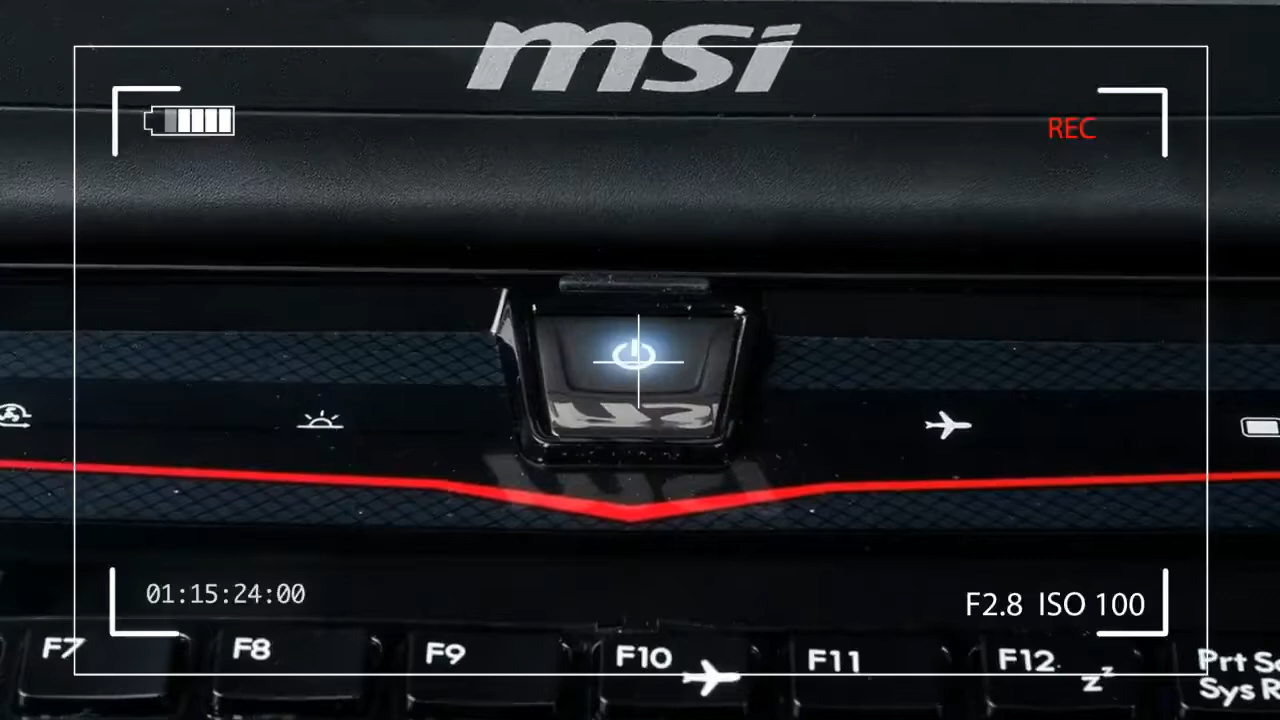 msi
REC
01:15:24:00
F2.8 ISO 100
F7 F8 F9 F10 F11 F12 Prt Sc
Sys R
zz